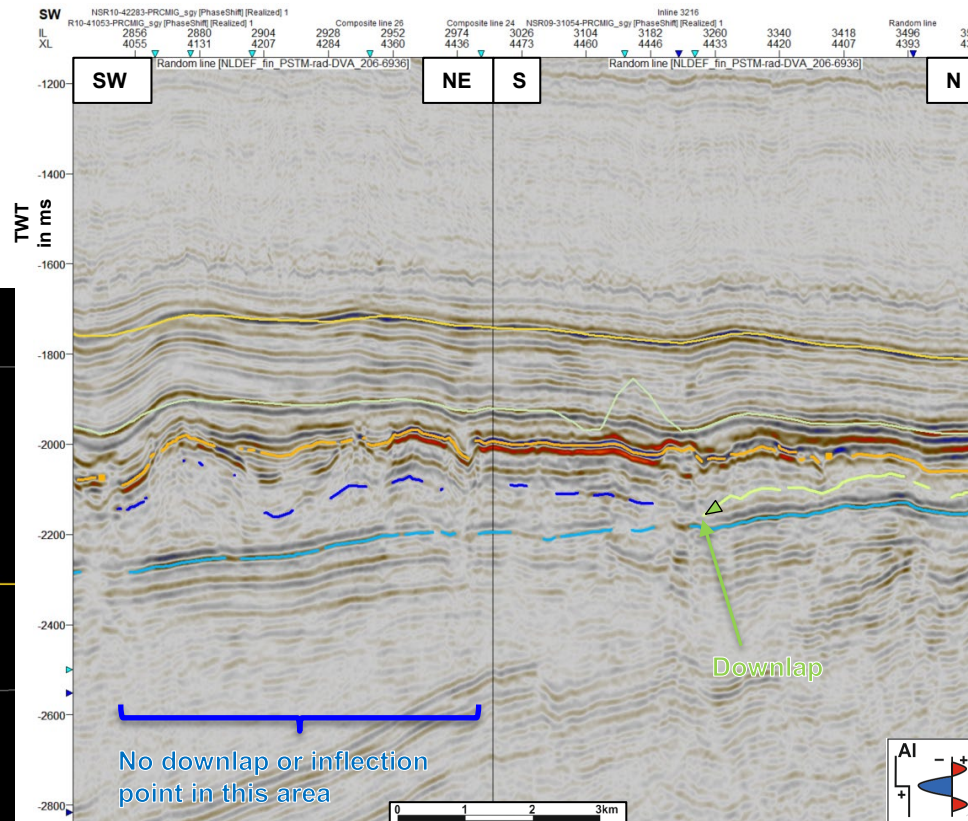 SW
NSR10-42283-PRCMIG_sgy [PhaseShift] [Realized] 1
Inline 3216
R10-41053-PRCMIG_sgy [PhaseShift] [Realized] 1
Composite line 26
Composite line 24
NSR09-31054-PRCMIG_sgy [PhaseShift] [Realized] 1
Random line
IL 2856 2880 2904 2928 2952 2974 3026 3104 3182 3260 3340 3418 3496
XL 4055 4131 4207 4284 4360 4436 4473 4460 4446 4433 4420 4407 4393
Random line [NLDEF_fin_PSTM-rad-DVA_206-6936]
Random line [NLDEF_fin_PSTM-rad-DVA_206-6936]
SW
NE
S
N
TWT
in ms
-1200
-1400
-1600
-1800
-2000
-2200
-2400
-2600
-2800
Downlap
No downlap or inflection
point in this area
AI
- +
+
0 1 2 3km